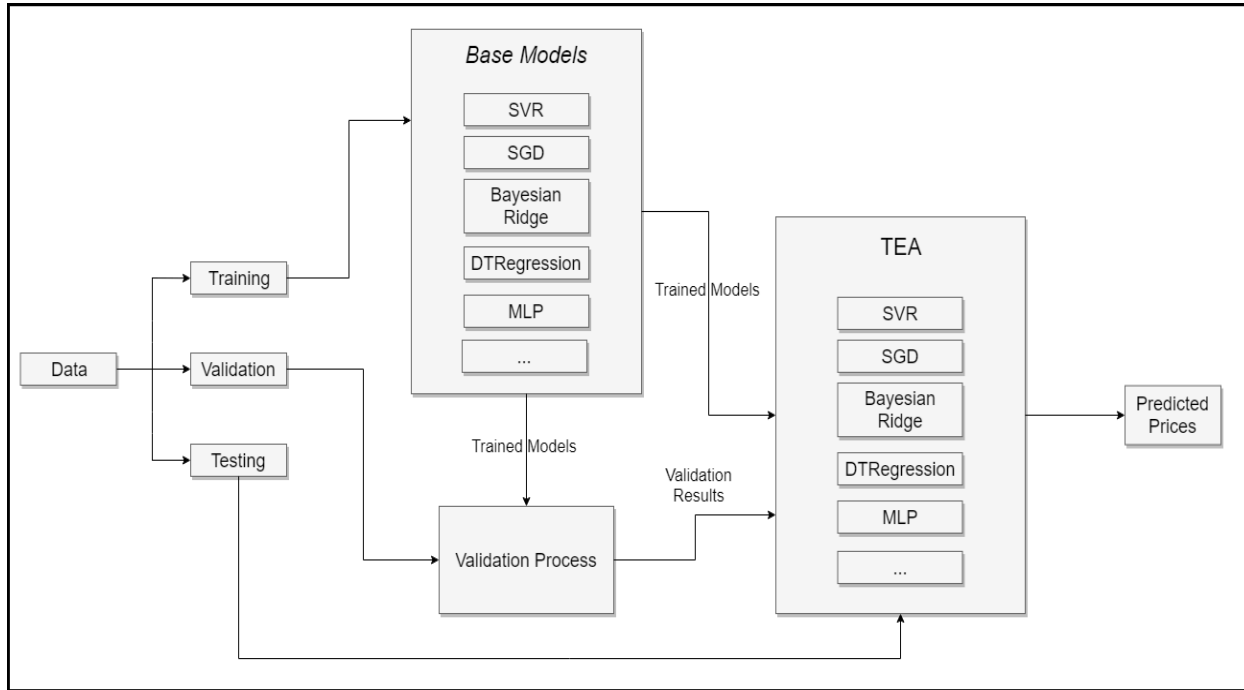 Base Models
SVR
SGD
Bayesian
Ridge
DTRegression
MLP
...
Training
Data
Validation
Testing
Trained Models
Trained Models
Validation Process
Validation
Results
TEA
SVR
SGD
Bayesian
Ridge
DTRegression
MLP
...
Predicted
Prices